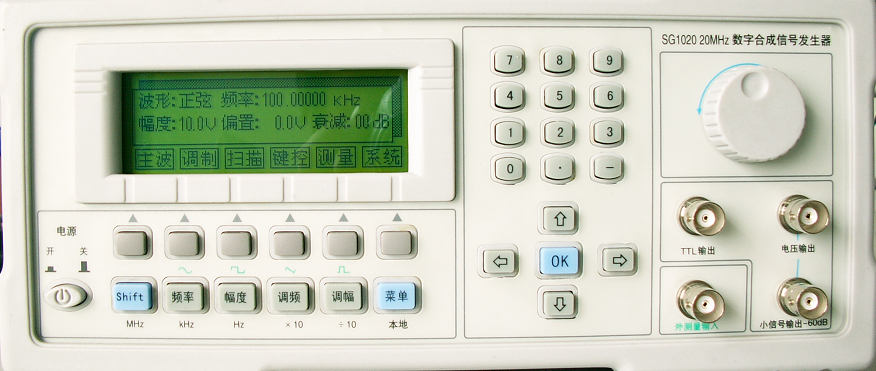 SG1020 20MHz 数字合成信号发生器
波形:正弦 频率:100.00000 KHz
幅度:10.0V 偏置: 0.0V 衰减:00dB
主波 调制 扫描 键控 测量 系统
7 8 9
4 5 6
1 2 3
0 · −
OK
电源
开 关
Shift 频率 幅度 调频 调幅 菜单
MHz kHz Hz ×10 ÷10 本地
TTL输出 电压输出
外测量输入 小信号输出-60dB